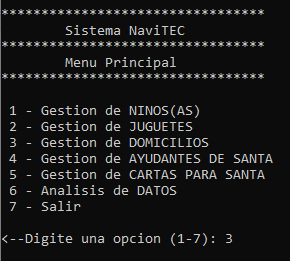 *********************************
Sistema NaviTEC
*********************************
Menu Principal
*********************************
1 - Gestion de NINOS(AS)
2 - Gestion de JUGUETES
3 - Gestion de DOMICILIOS
4 - Gestion de AYUDANTES DE SANTA
5 - Gestion de CARTAS PARA SANTA
6 - Analisis de DATOS
7 - Salir
<--Digite una opcion (1-7): 3